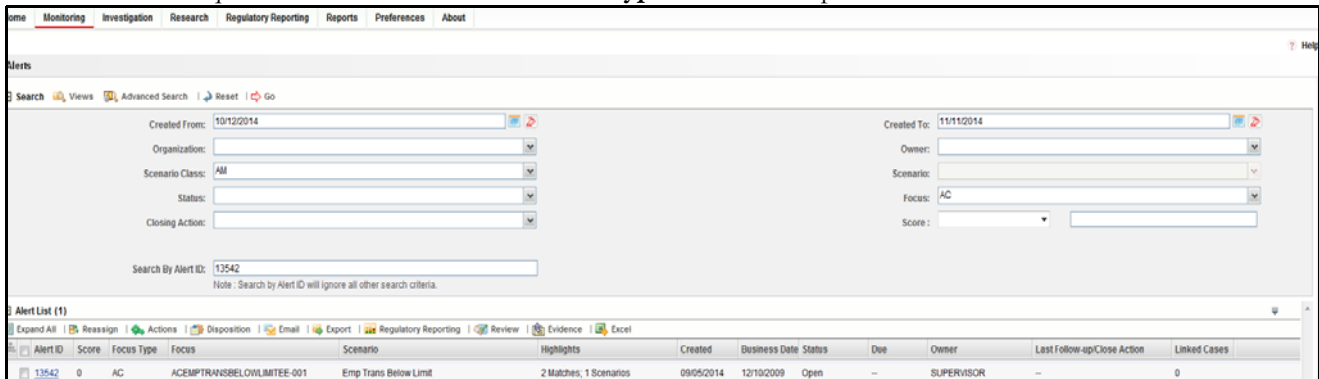 ome Monitoring Investigation Research Regulatory Reporting Reports Preferences About
? Help
Alerts
Search Views Advanced Search | Reset | Go
Created From: 10/12/2014 Created To: 11/11/2014
Organization: Owner:
Scenario Class: AM Scenario:
Status: Focus: AC
Closing Action: Score :
Search By Alert ID: 13542
Note : Search by Alert ID will ignore all other search criteria.
Alert List (1)
Expand All | Reassign | Actions | Disposition | Email | Export | Regulatory Reporting | Review | Evidence | Excel
Alert ID Score Focus Type Focus Scenario Highlights Created Business Date Status Due Owner Last Follow-up/Close Action Linked Cases
13542 0 AC ACEMPTRANSBELOWLIMITEE-001 Emp Trans Below Limit 2 Matches; 1 Scenarios 09/05/2014 12/10/2009 Open -- SUPERVISOR -- 0